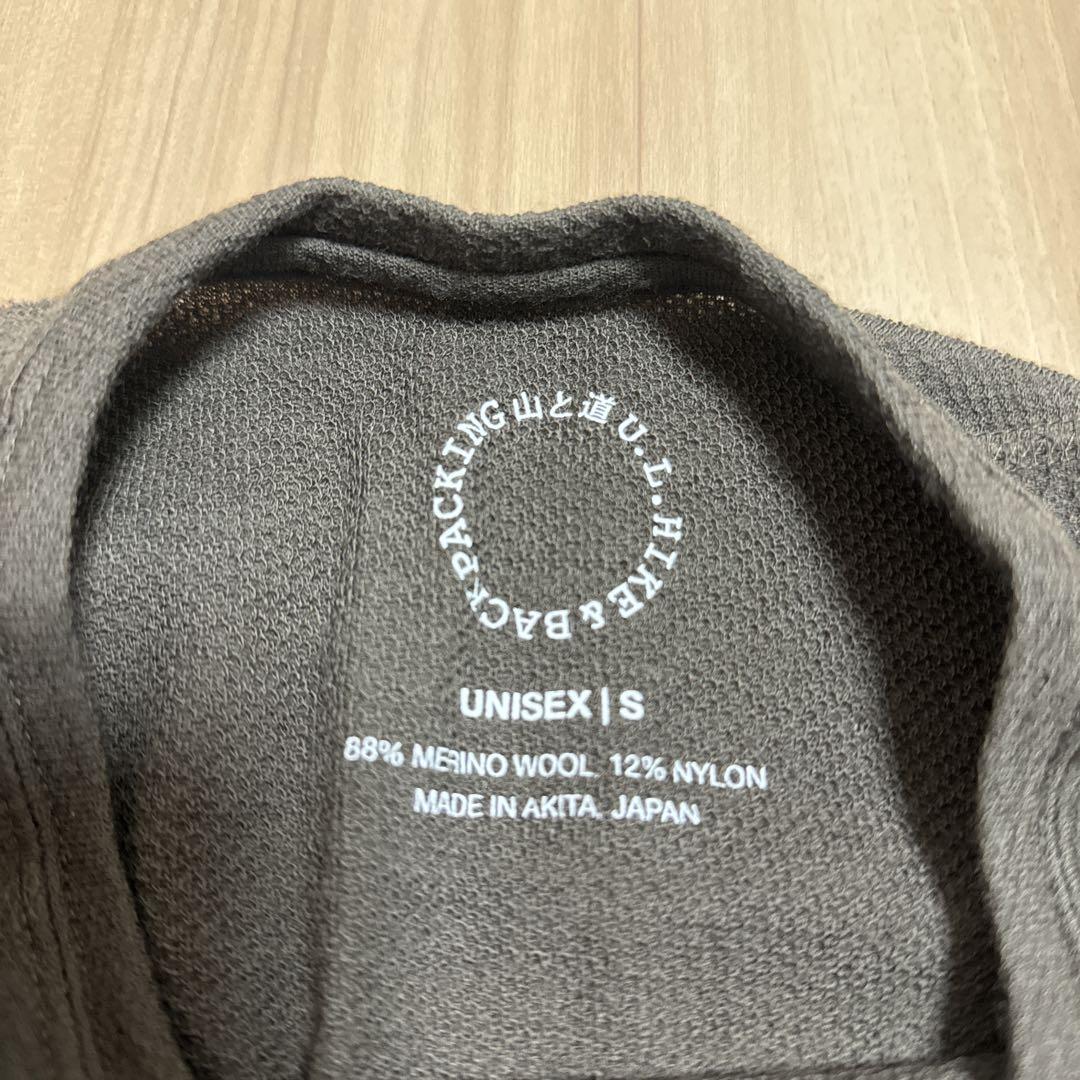 山と道 U.L.HIKE & BACKPACKING
UNISEX | S
88% MERINO WOOL 12% NYLON
MADE IN AKITA, JAPAN